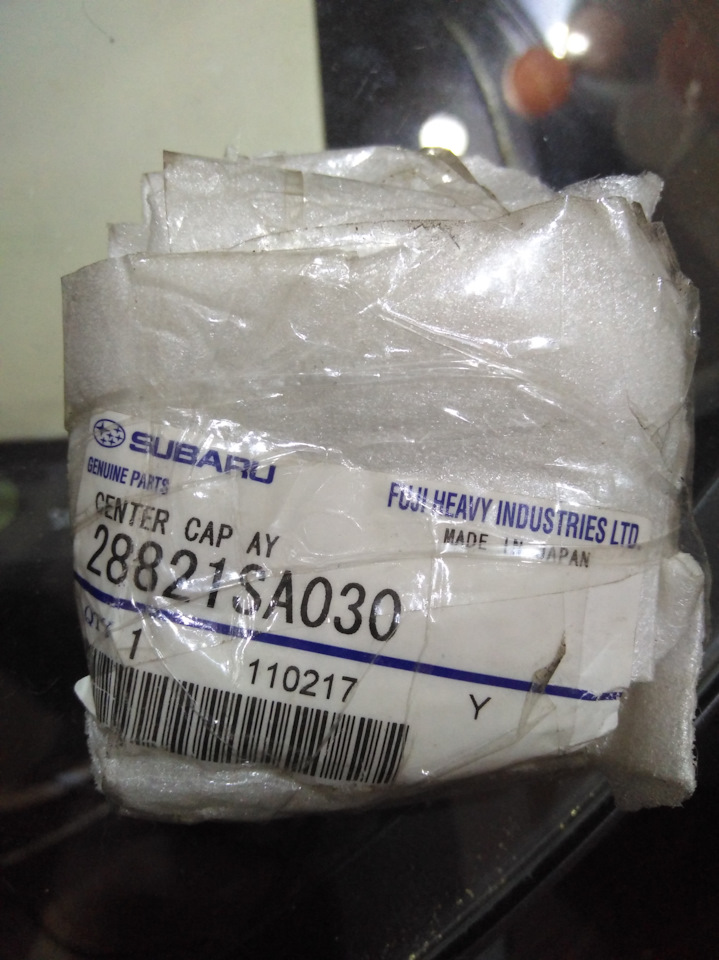 SUBARU
GENUINE PARTS
FUJI HEAVY INDUSTRIES LTD.
CENTER CAP AY
MADE IN JAPAN
28821SA030
QTY 1
110217
Y